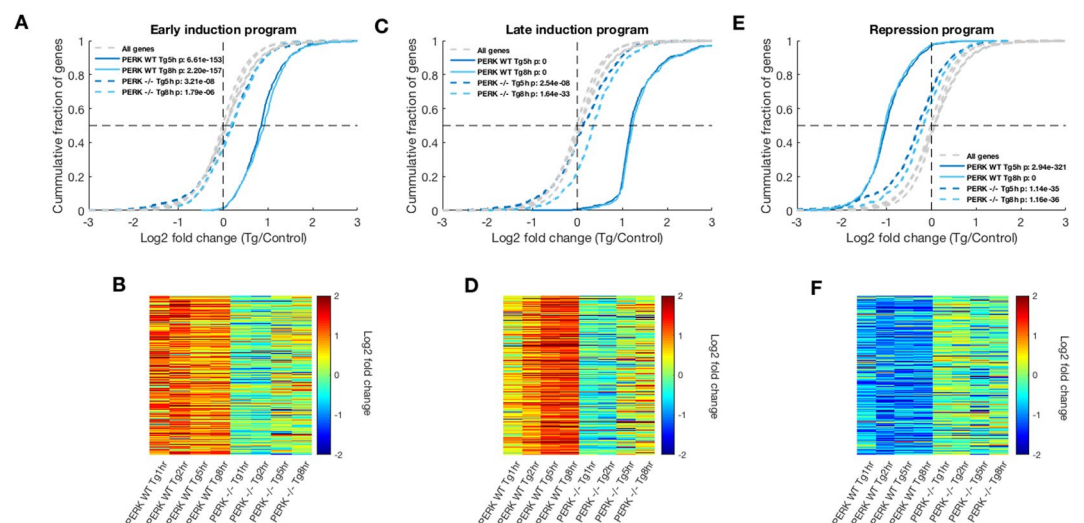 A
Early induction program
Cummulative fraction of genes
1
0.8
0.6
0.4
0.2
0
All genes
PERK WT Tg5h p: 6.61e-153
PERK WT Tg8h p: 2.20e-157
PERK -/- Tg5h p: 3.21e-08
PERK -/- Tg8h p: 1.79e-06
-3
-2
-1
0
1
2
3
Log2 fold change (Tg/Control)
C
Late induction program
Cummulative fraction of genes
1
0.8
0.6
0.4
0.2
0
All genes
PERK WT Tg5h p: 0
PERK WT Tg8h p: 0
PERK -/- Tg5h p: 2.54e-08
PERK -/- Tg8h p: 1.64e-33
-3
-2
-1
0
1
2
3
Log2 fold change (Tg/Control)
E
Repression program
Cummulative fraction of genes
1
0.8
0.6
0.4
0.2
0
All genes
PERK WT Tg5h p: 2.94e-321
PERK WT Tg8h p: 0
PERK -/- Tg5h p: 1.14e-35
PERK -/- Tg8h p: 1.16e-36
-3
-2
-1
0
1
2
3
Log2 fold change (Tg/Control)
B
2
1
0
-1
-2
Log2 fold change
PERK WT Tg1hr
PERK WT Tg2hr
PERK WT Tg5hr
PERK WT Tg8hr
PERK -/- Tg1hr
PERK -/- Tg2hr
PERK -/- Tg5hr
PERK -/- Tg8hr
D
2
1
0
-1
-2
Log2 fold change
PERK WT Tg1hr
PERK WT Tg2hr
PERK WT Tg5hr
PERK WT Tg8hr
PERK -/- Tg1hr
PERK -/- Tg2hr
PERK -/- Tg5hr
PERK -/- Tg8hr
F
2
1
0
-1
-2
Log2 fold change
PERK WT Tg1hr
PERK WT Tg2hr
PERK WT Tg5hr
PERK WT Tg8hr
PERK -/- Tg1hr
PERK -/- Tg2hr
PERK -/- Tg5hr
PERK -/- Tg8hr